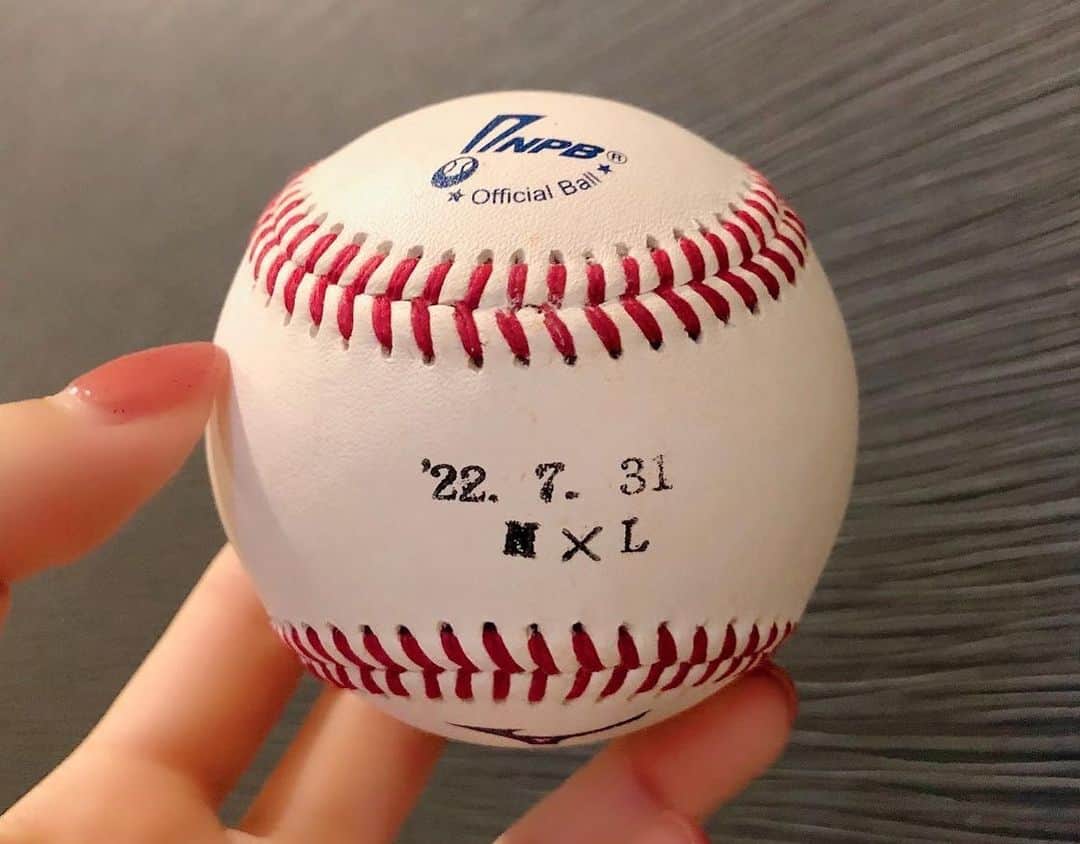 NPB®
★ Official Ball ★
'22. 7. 31
× L